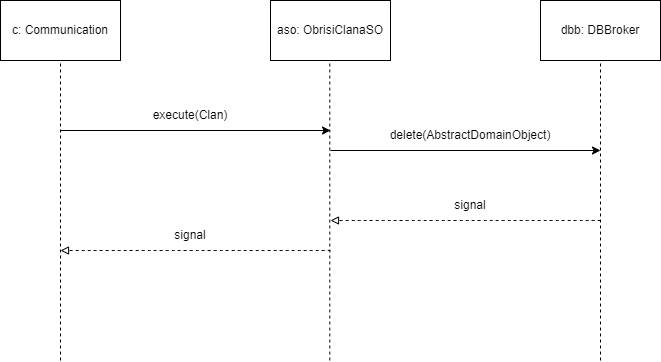 c: Communication
aso: ObrisiClanaSO
dbb: DBBroker
execute(Clan)
delete(AbstractDomainObject)
signal
signal